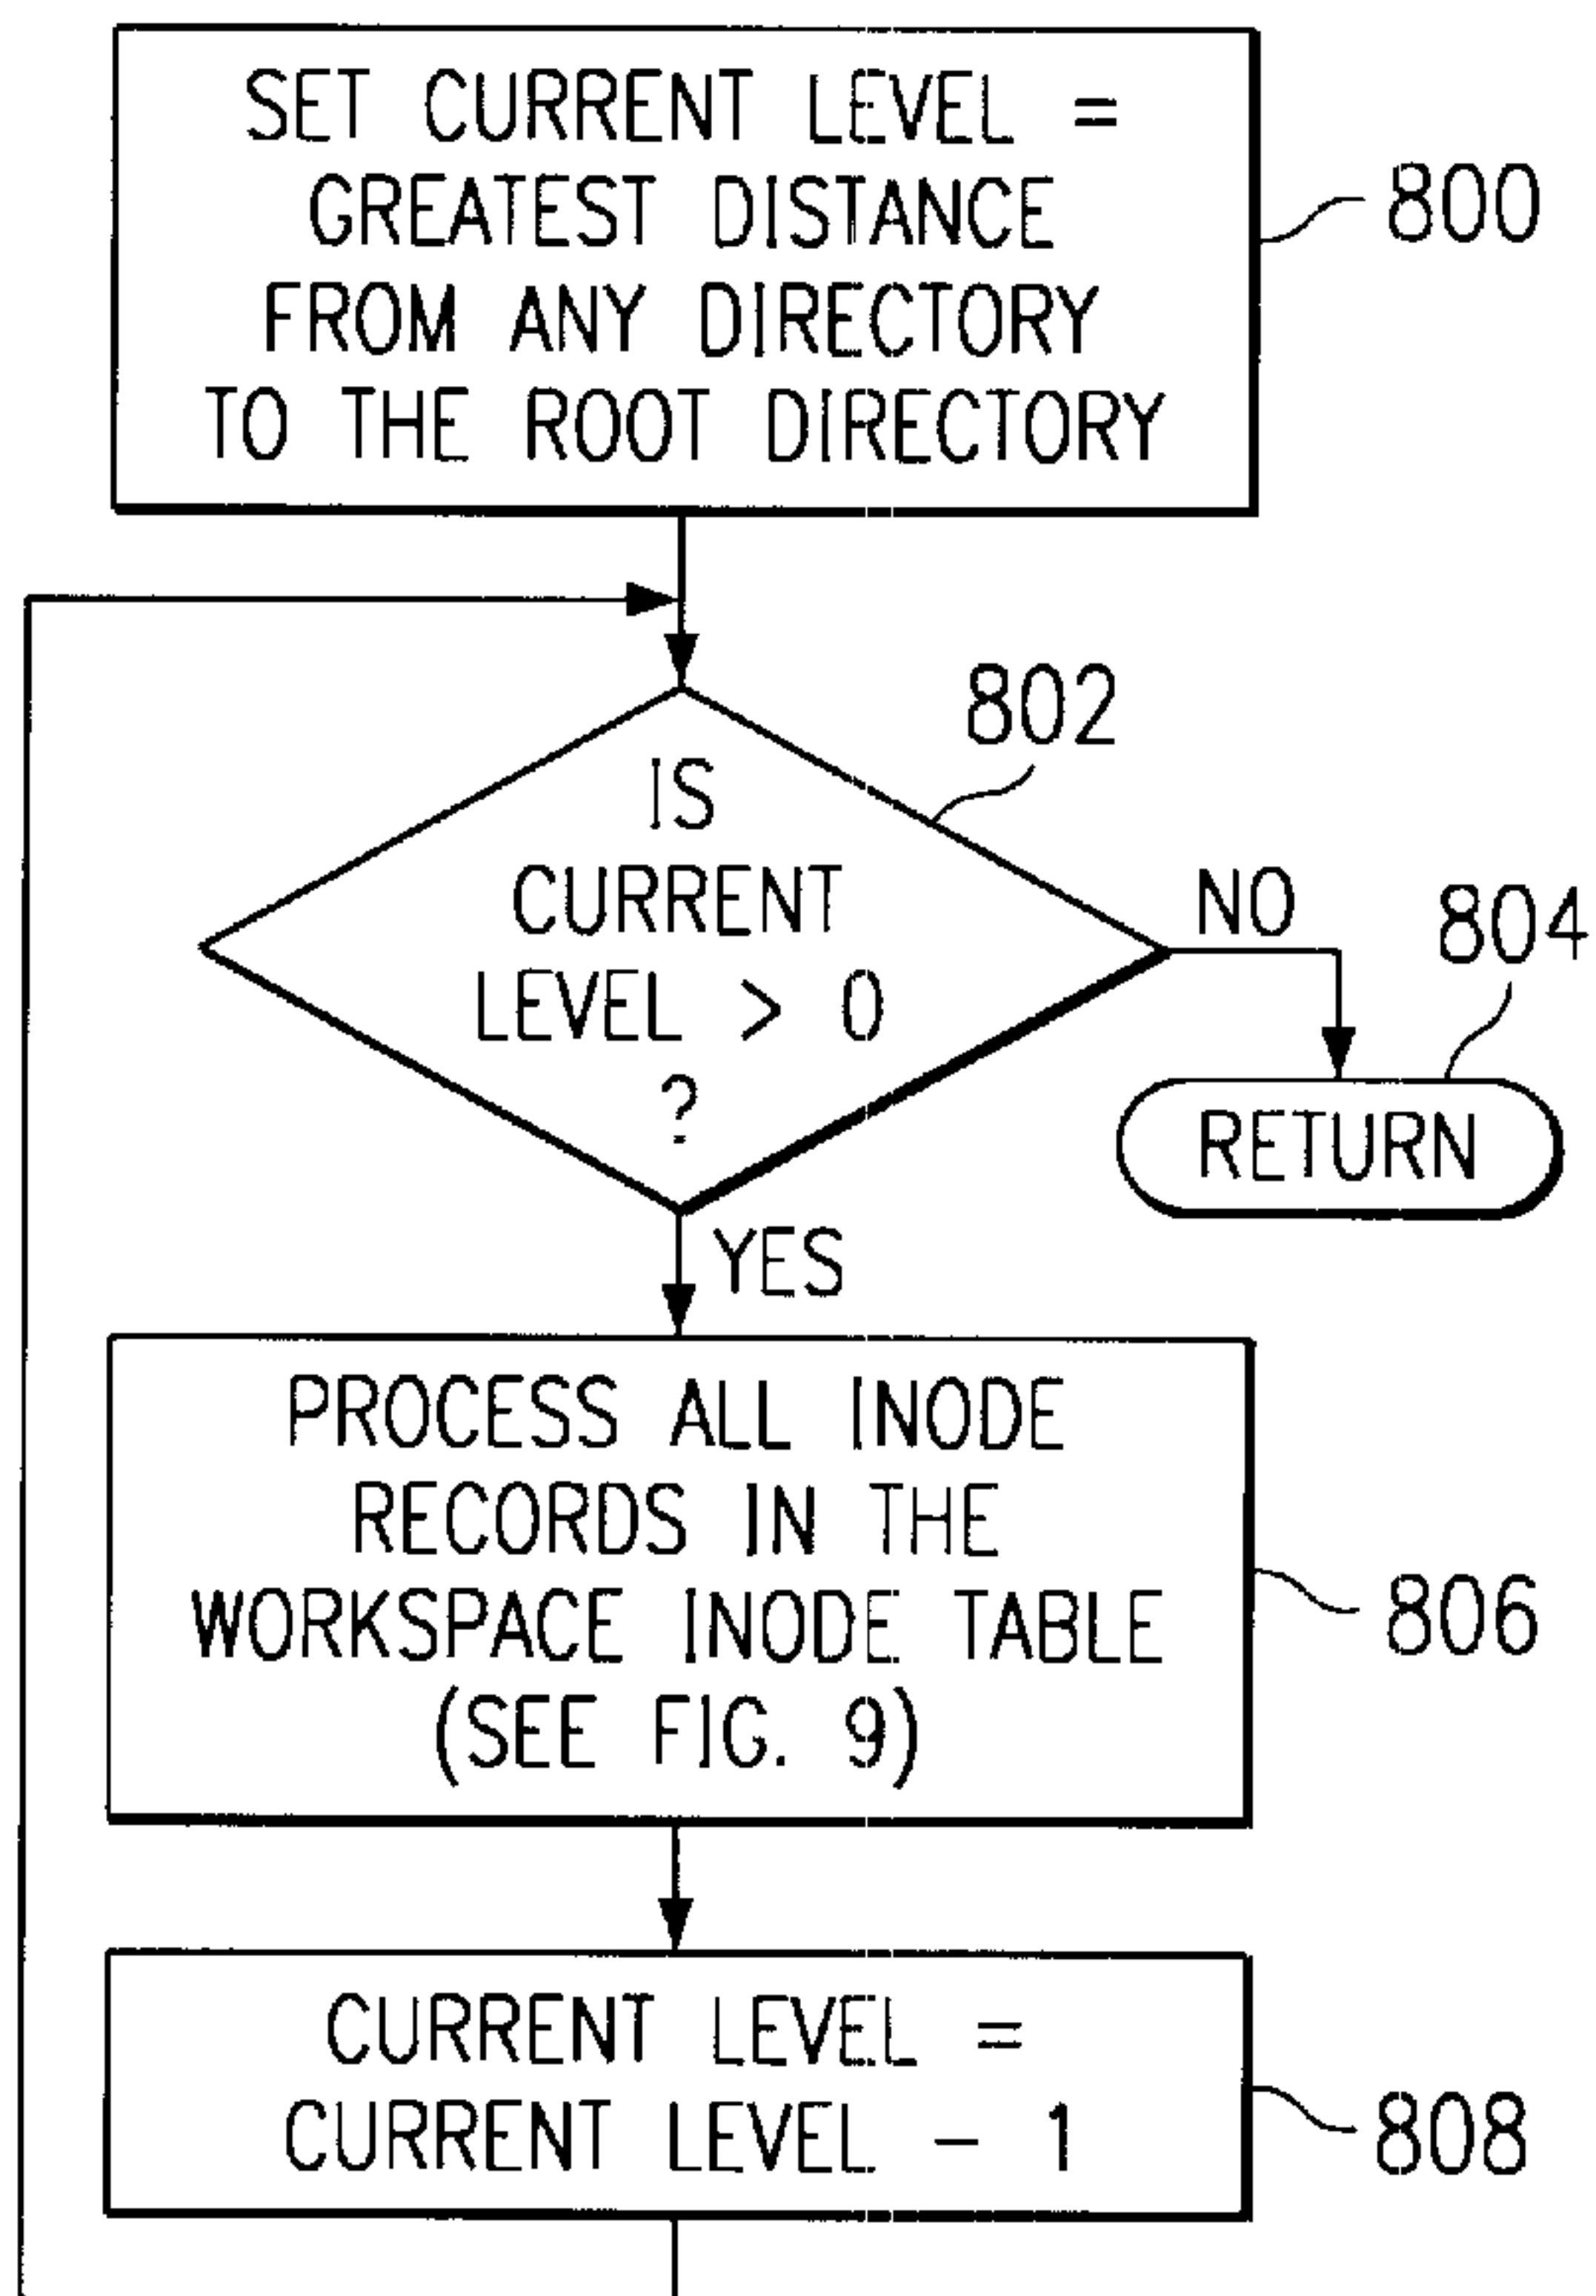 SET CURRENT LEVEL =
GREATEST DISTANCE
FROM ANY DIRECTORY
TO THE ROOT DIRECTORY
800
802
IS
CURRENT
LEVEL > 0
?
NO
804
RETURN
YES
PROCESS ALL INODE
RECORDS IN THE
WORKSPACE INODE TABLE
(SEE FIG. 9)
806
CURRENT LEVEL =
CURRENT LEVEL - 1
808